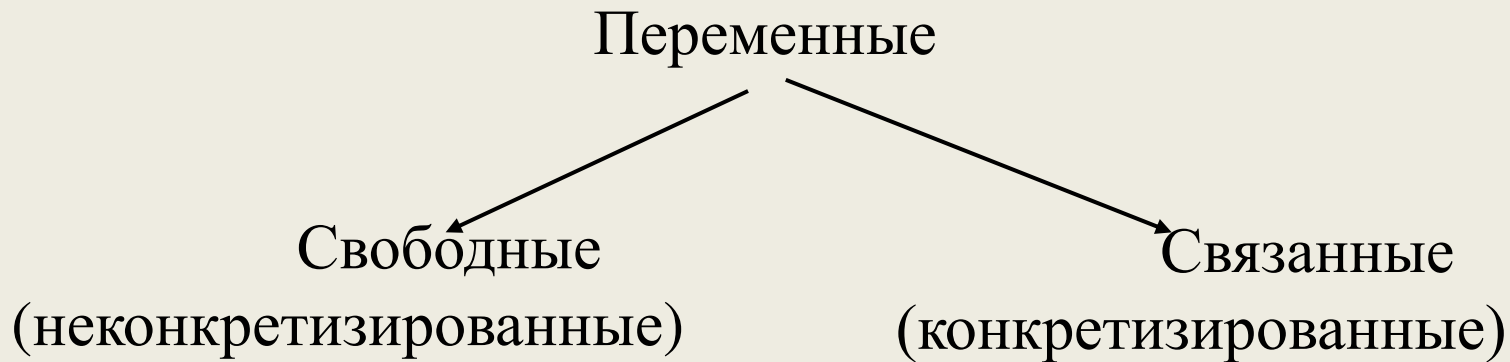 Переменные
Свободные
(неконкретизированные)
Связанные
(конкретизированные)